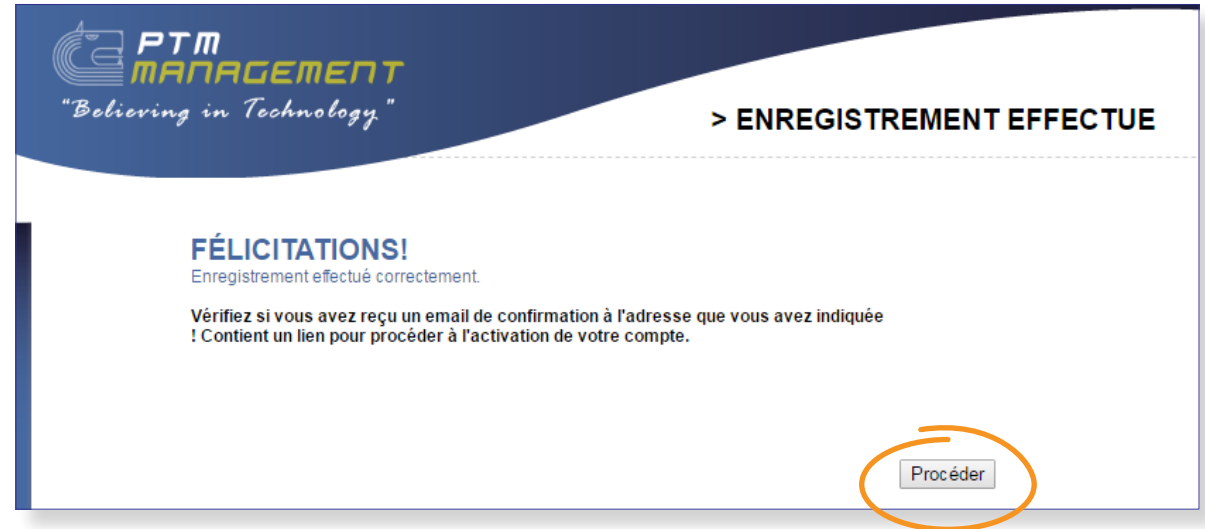 PTM
MANAGEMENT
"Believing in Technology"
> ENREGISTREMENT EFFECTUE
FÉLICITATIONS!
Enregistrement effectué correctement.
Vérifiez si vous avez reçu un email de confirmation à l'adresse que vous avez indiquée
! Contient un lien pour procéder à l'activation de votre compte.
Procéder